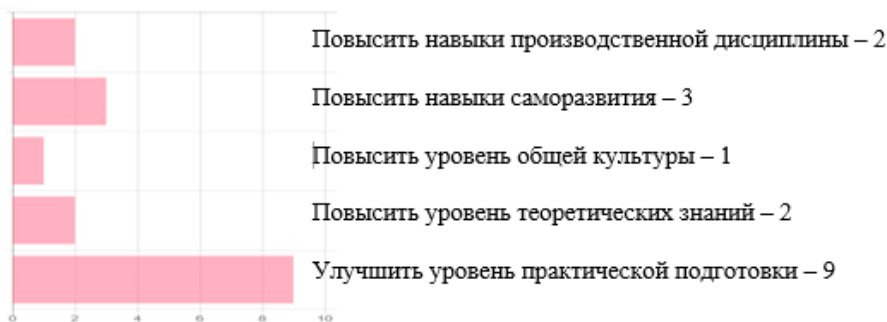 Повысить навыки производственной дисциплины – 2
Повысить навыки саморазвития – 3
Повысить уровень общей культуры – 1
Повысить уровень теоретических знаний – 2
Улучшить уровень практической подготовки – 9
0 2 4 6 8 10